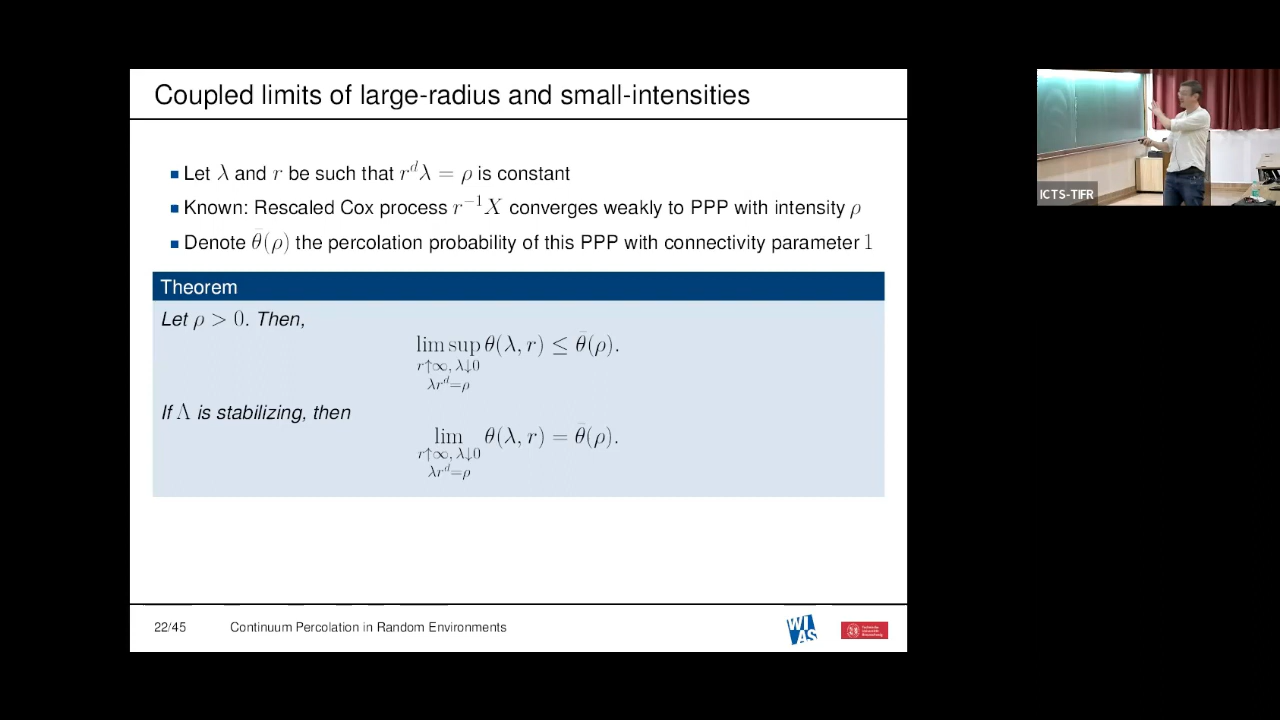 Coupled limits of large-radius and small-intensities
Let λ and r be such that r^d λ = ρ is constant
Known: Rescaled Cox process r^{-1}X converges weakly to PPP with intensity ρ
Denote θ̄(ρ) the percolation probability of this PPP with connectivity parameter 1
Theorem
Let ρ > 0. Then,
lim sup θ(λ, r) ≤ θ̄(ρ).
r↑∞, λ↓0
λr^d=ρ
If Λ is stabilizing, then
lim θ(λ, r) = θ̄(ρ).
r↑∞, λ↓0
λr^d=ρ
22/45 Continuum Percolation in Random Environments
WIAS
ICTS-TIFR